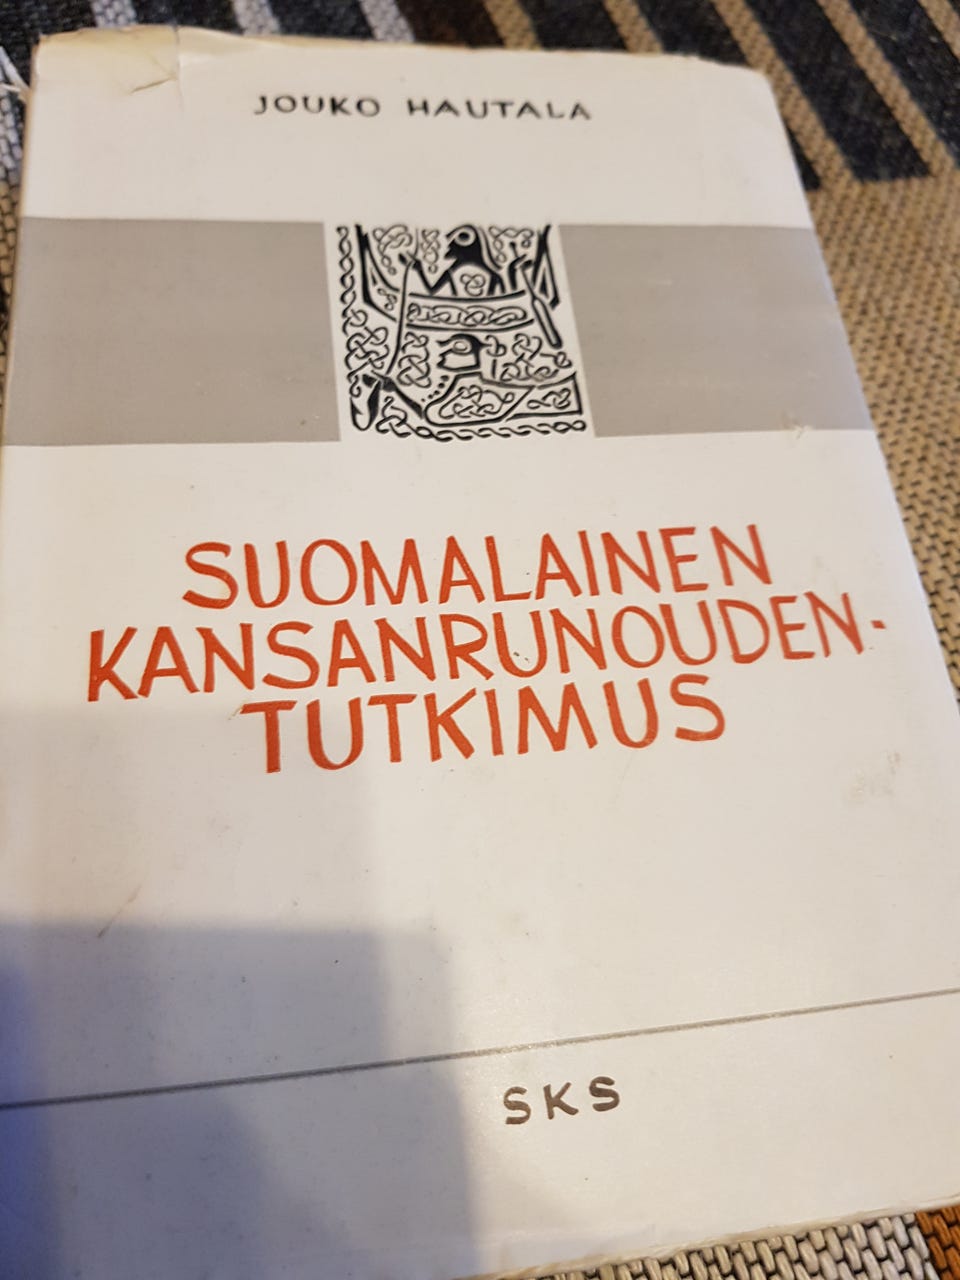 JOUKO HAUTALA
SUOMALAINEN
KANSANRUNOUDEN-
TUTKIMUS
SKS